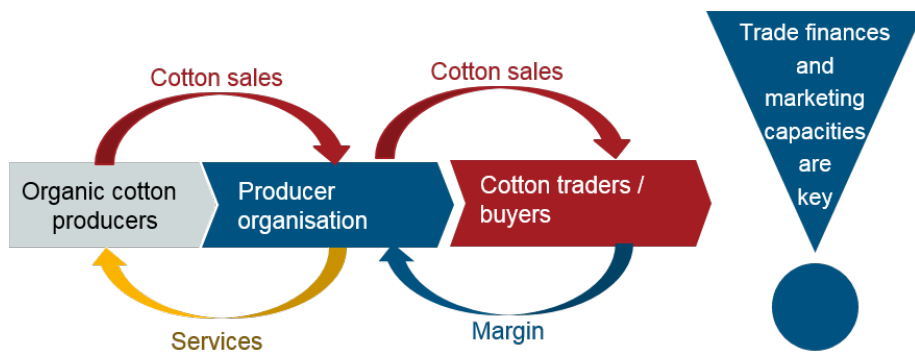 Cotton sales
Cotton sales
Organic cotton
producers
Producer
organisation
Cotton traders /
buyers
Services
Margin
Trade finances
and
marketing
capacities
are
key